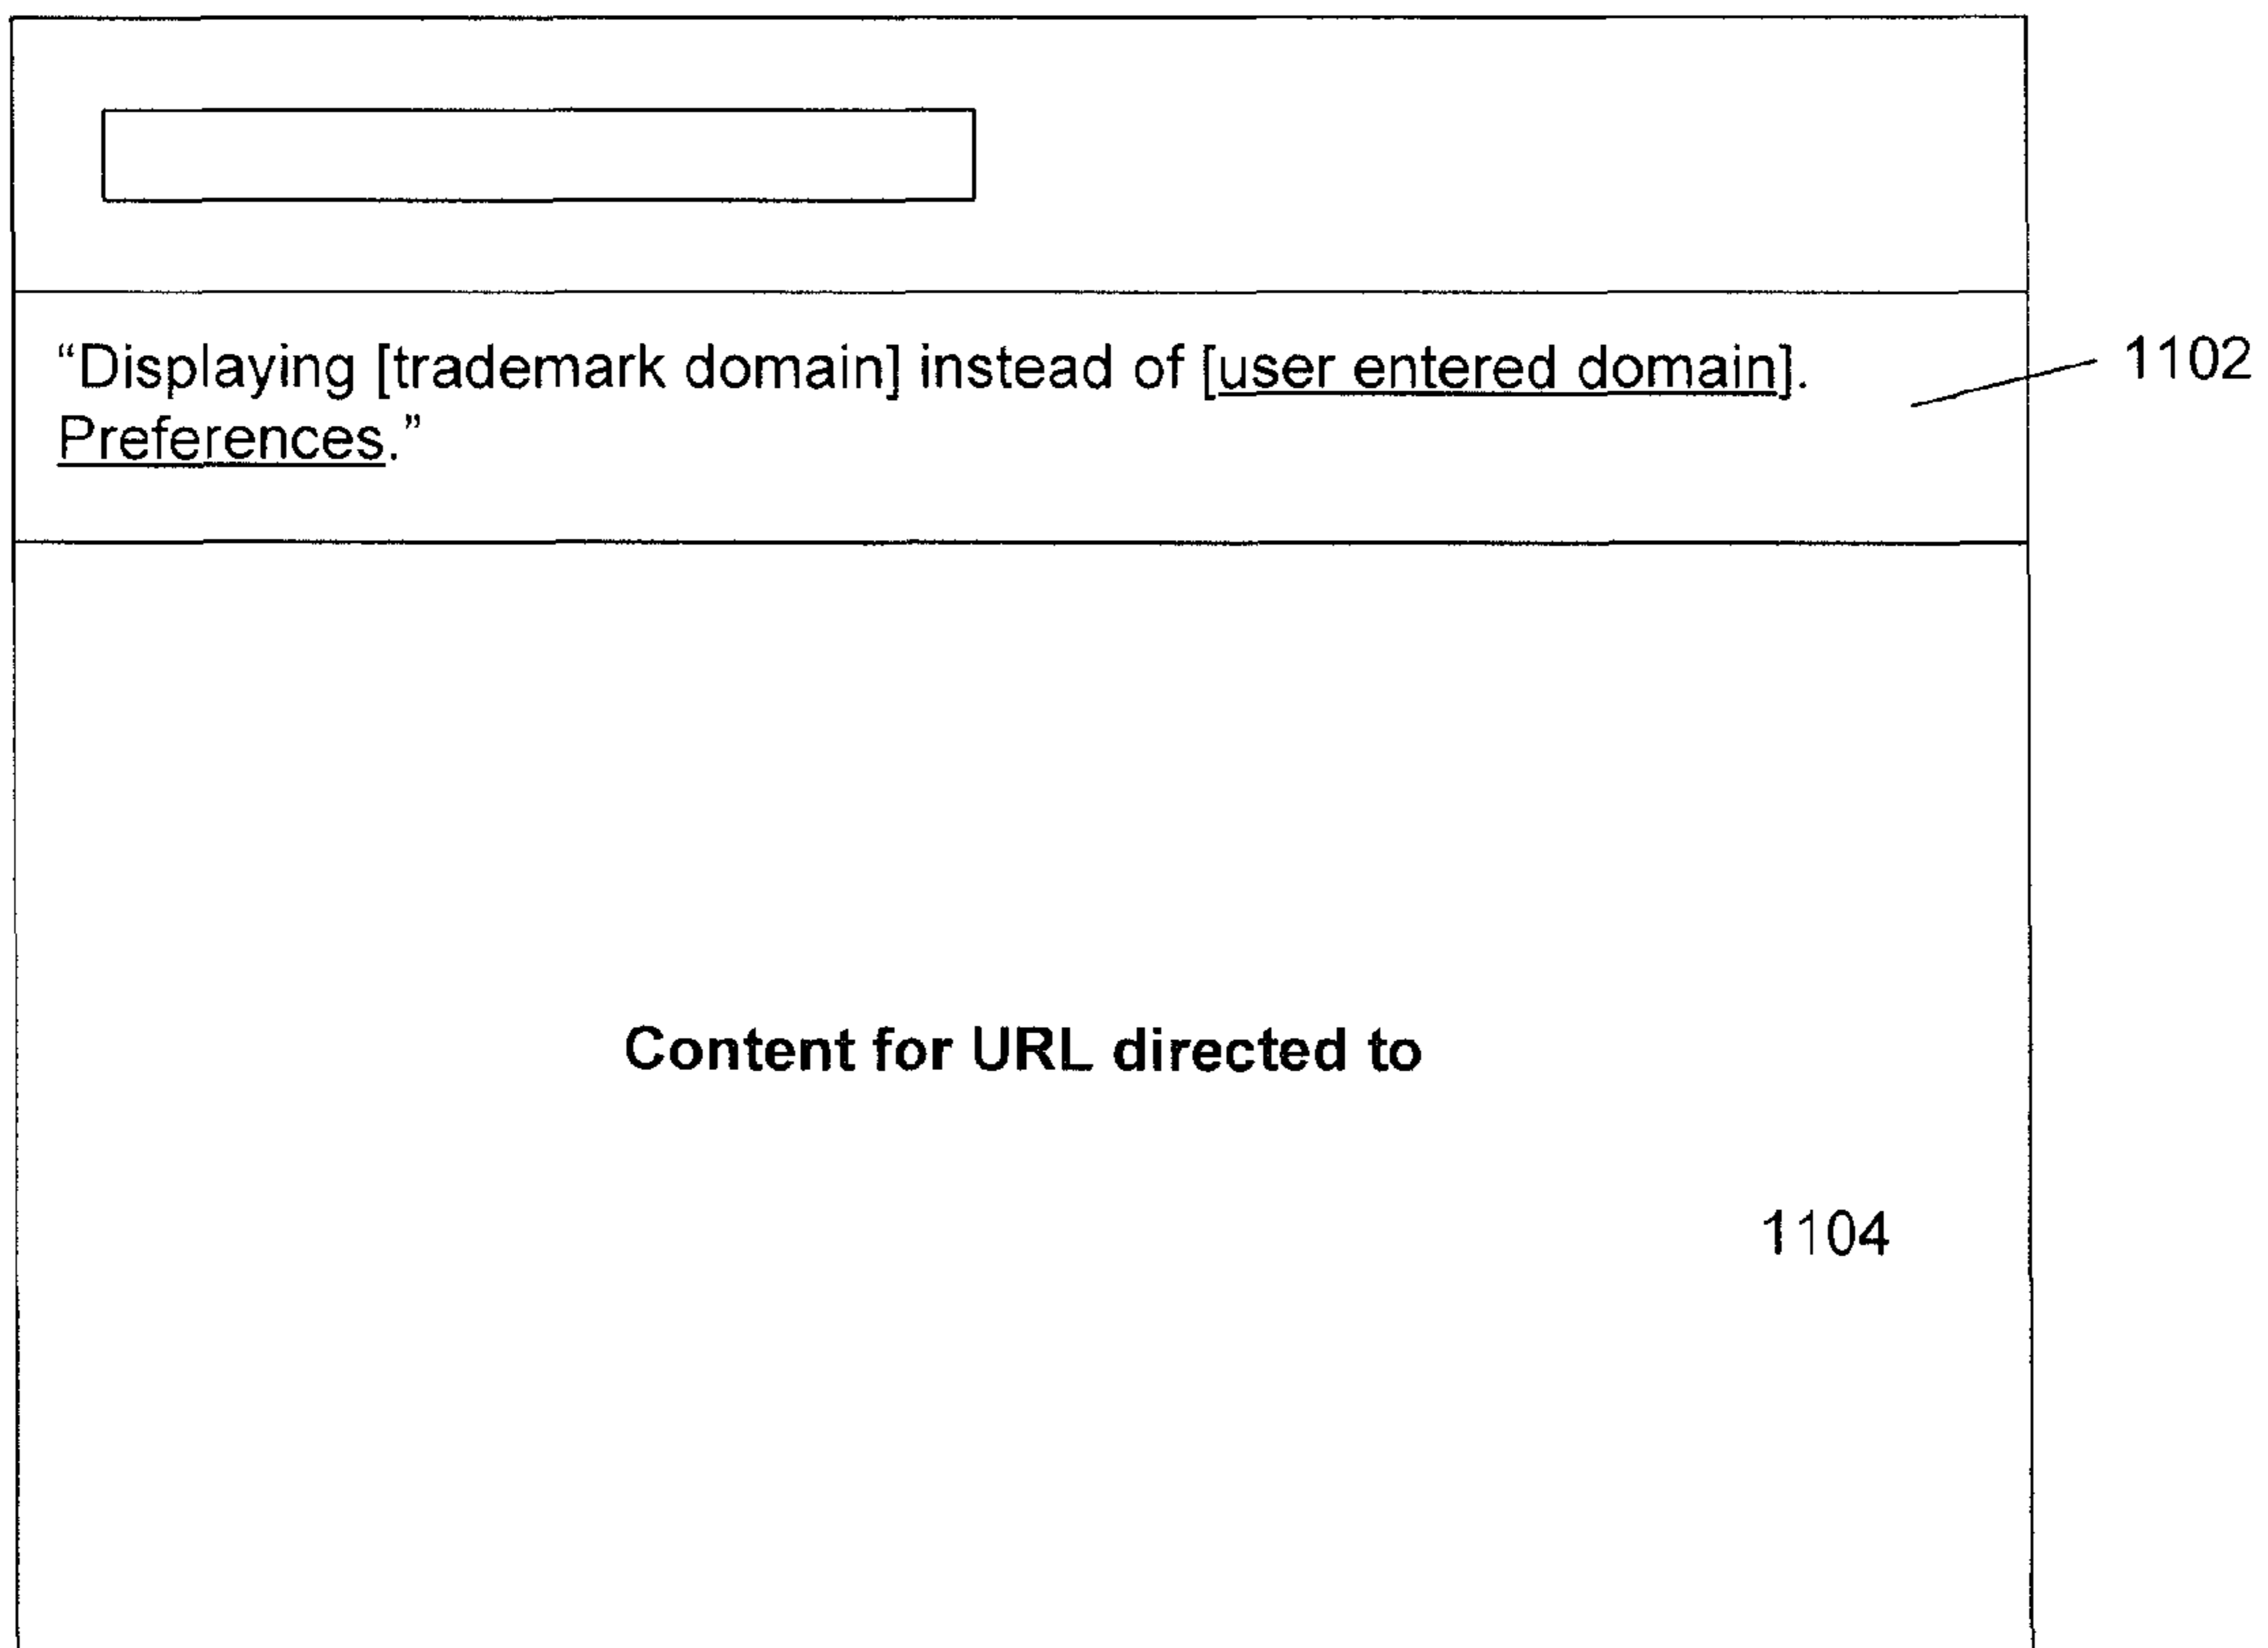 “Displaying [trademark domain] instead of [user entered domain].
Preferences.”
1102
Content for URL directed to
1104